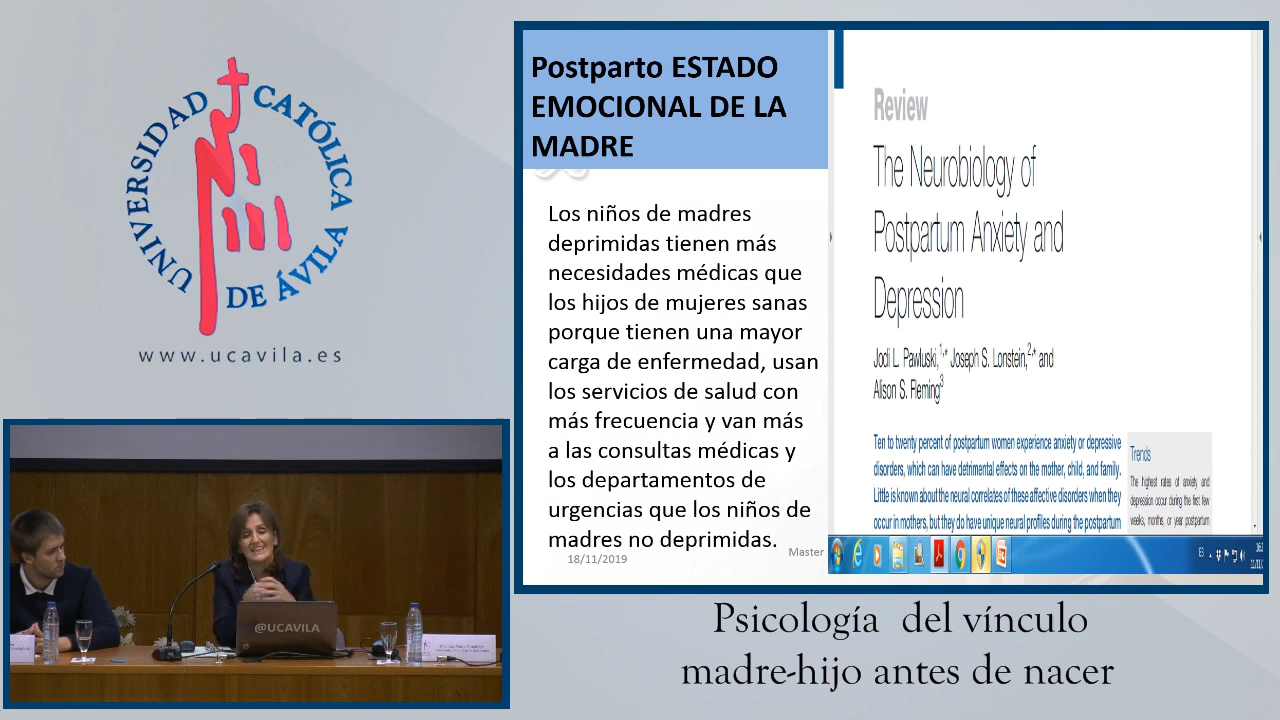 UNIVERSIDAD CATÓLICA DE ÁVILA
www.ucavila.es
Postparto ESTADO
EMOCIONAL DE LA
MADRE
Los niños de madres
deprimidas tienen más
necesidades médicas que
los hijos de mujeres sanas
porque tienen una mayor
carga de enfermedad, usan
los servicios de salud con
más frecuencia y van más
a las consultas médicas y
los departamentos de
urgencias que los niños de
madres no deprimidas.
18/11/2019
Master
Review
The Neurobiology of
Postpartum Anxiety and
Depression
Jodi L. Pawluski,1,* Joseph S. Lonstein,2,* and
Alison S. Fleming3
Ten to twenty percent of postpartum women experience anxiety or depressive
disorders, which can have detrimental effects on the mother, child, and family.
Little is known about the neural correlates of these affective disorders when they
occur in mothers, but they do have unique neural profiles during the postpartum
Trends
The highest rates of anxiety and
depression occur during the first few
weeks, months, or year postpartum
ES
@UCAVILA
Psicología del vínculo
madre-hijo antes de nacer